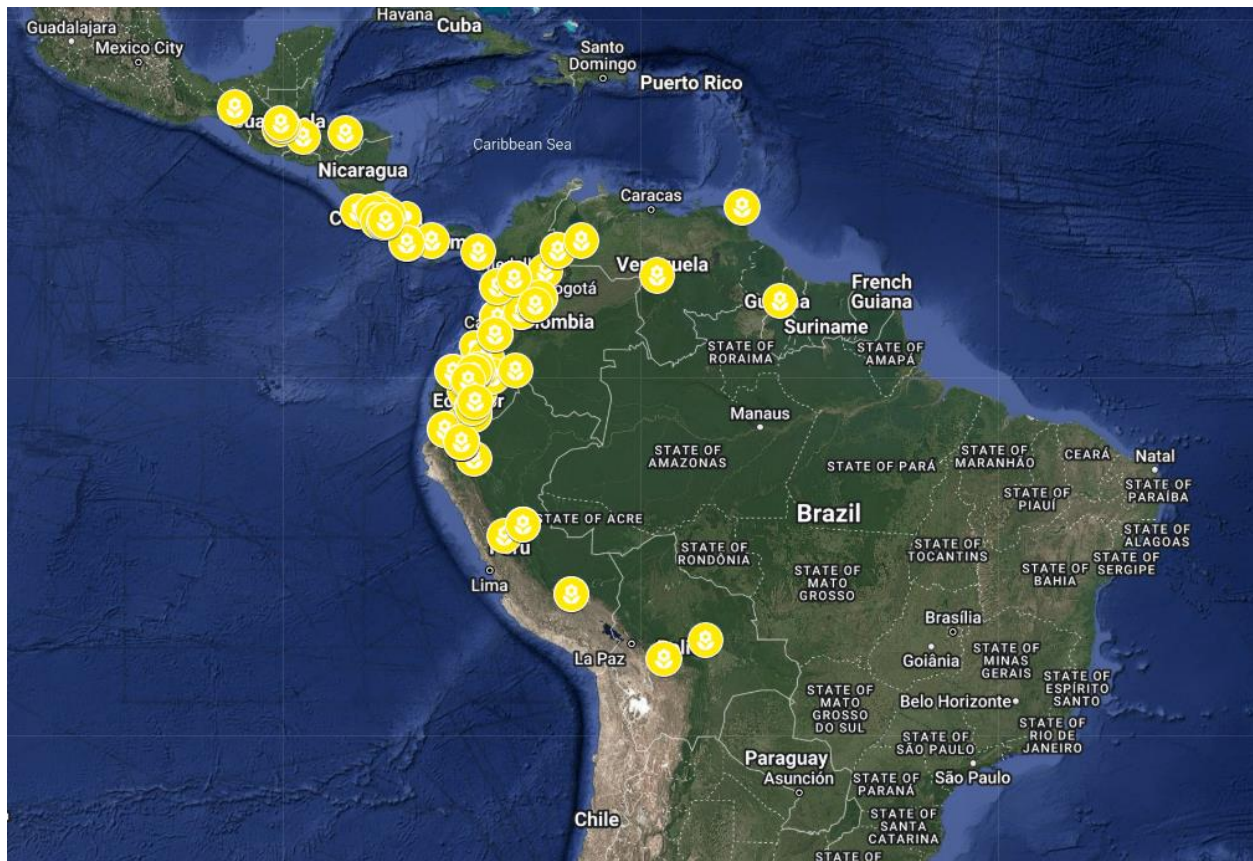 Havana
Cuba
Guadalajara
Mexico City
Santo
Domingo
Puerto Rico
Caribbean Sea
Nicaragua
Caracas
French
Guiana
Suriname
STATE OF
RORAIMA
STATE OF
AMAPÁ
Manaus
STATE OF
AMAZONAS
STATE OF PARÁ
STATE OF
MARANHÃO
CEARÁ
Natal
STATE OF
PARAÍBA
STATE OF
PIAUÍ
STATE OF ACRE
Brazil
STATE OF
ALAGOAS
STATE OF
SERGIPE
STATE OF
RONDÔNIA
STATE OF
TOCANTINS
STATE OF
BAHIA
STATE OF
MATO
GROSSO
Lima
Brasília
La Paz
Goiânia
STATE OF
MINAS
GERAIS
STATE OF
ESPÍRITO
SANTO
STATE OF
MATO
GROSSO
DO SUL
Belo Horizonte
STATE OF
RIO DE
JANEIRO
STATE OF
SÃO PAULO
Paraguay
Asunción
São Paulo
STATE OF
PARANÁ
Chile
STATE OF
SANTA
CATARINA
STATE OF